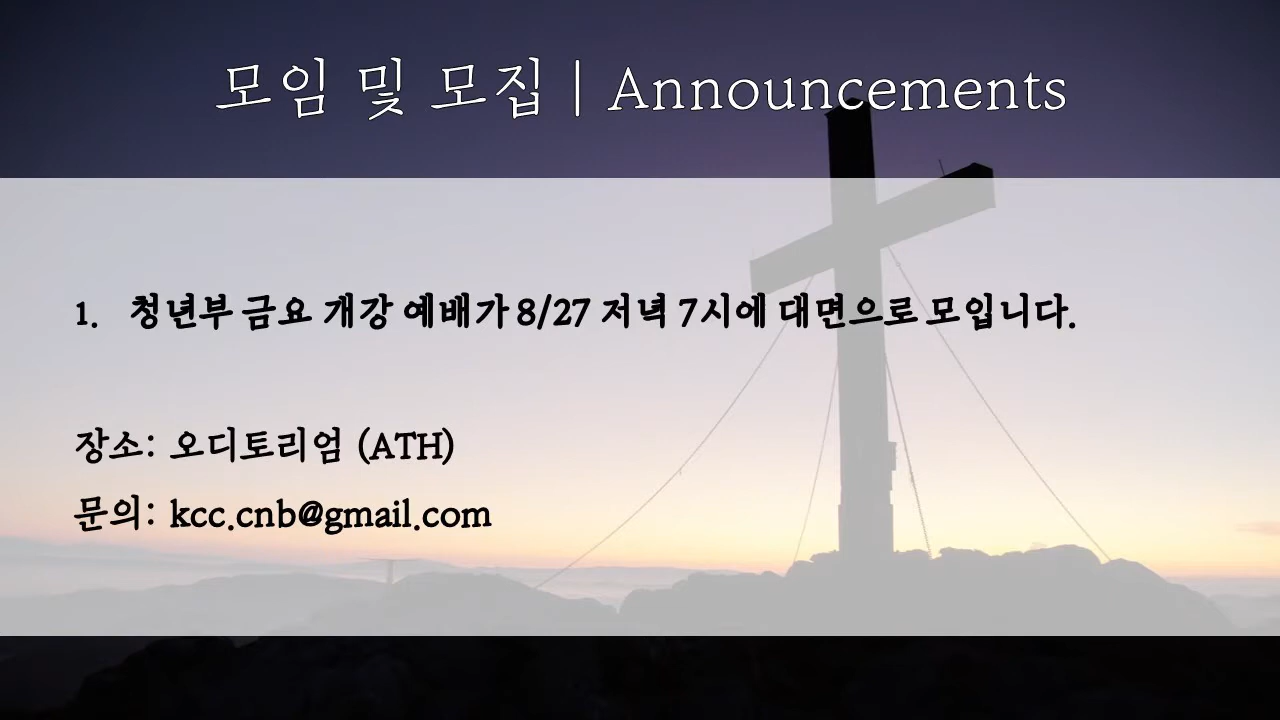 모임 및 모집 | Announcements
1. 청년부 금요 개강 예배가 8/27 저녁 7시에 대면으로 모입니다.
장소: 오디토리엄 (ATH)
문의: kcc.cnb@gmail.com